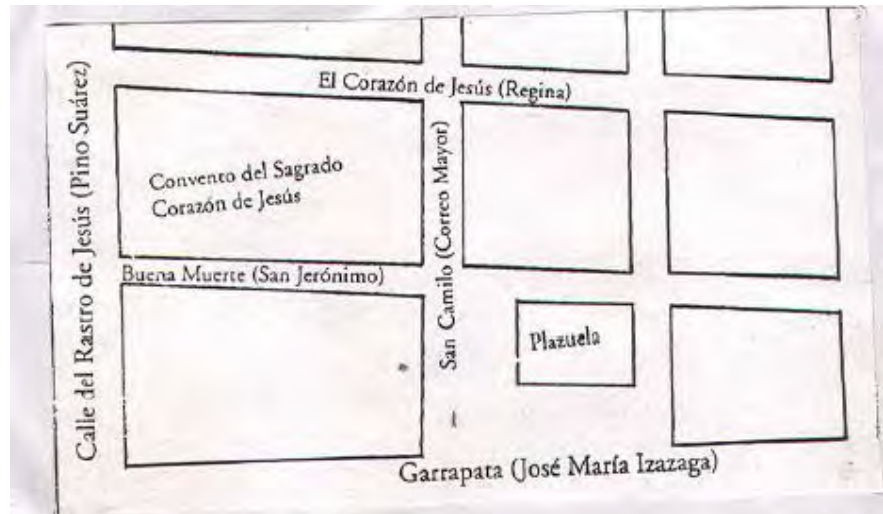 El Corazón de Jesús (Regina)
Calle del Rastro de Jesús (Pino Suárez)
Convento del Sagrado
Corazón de Jesús
San Camilo (Correo Mayor)
Buena Muerte (San Jerónimo)
Plazuela
Garrapata (José María Izazaga)